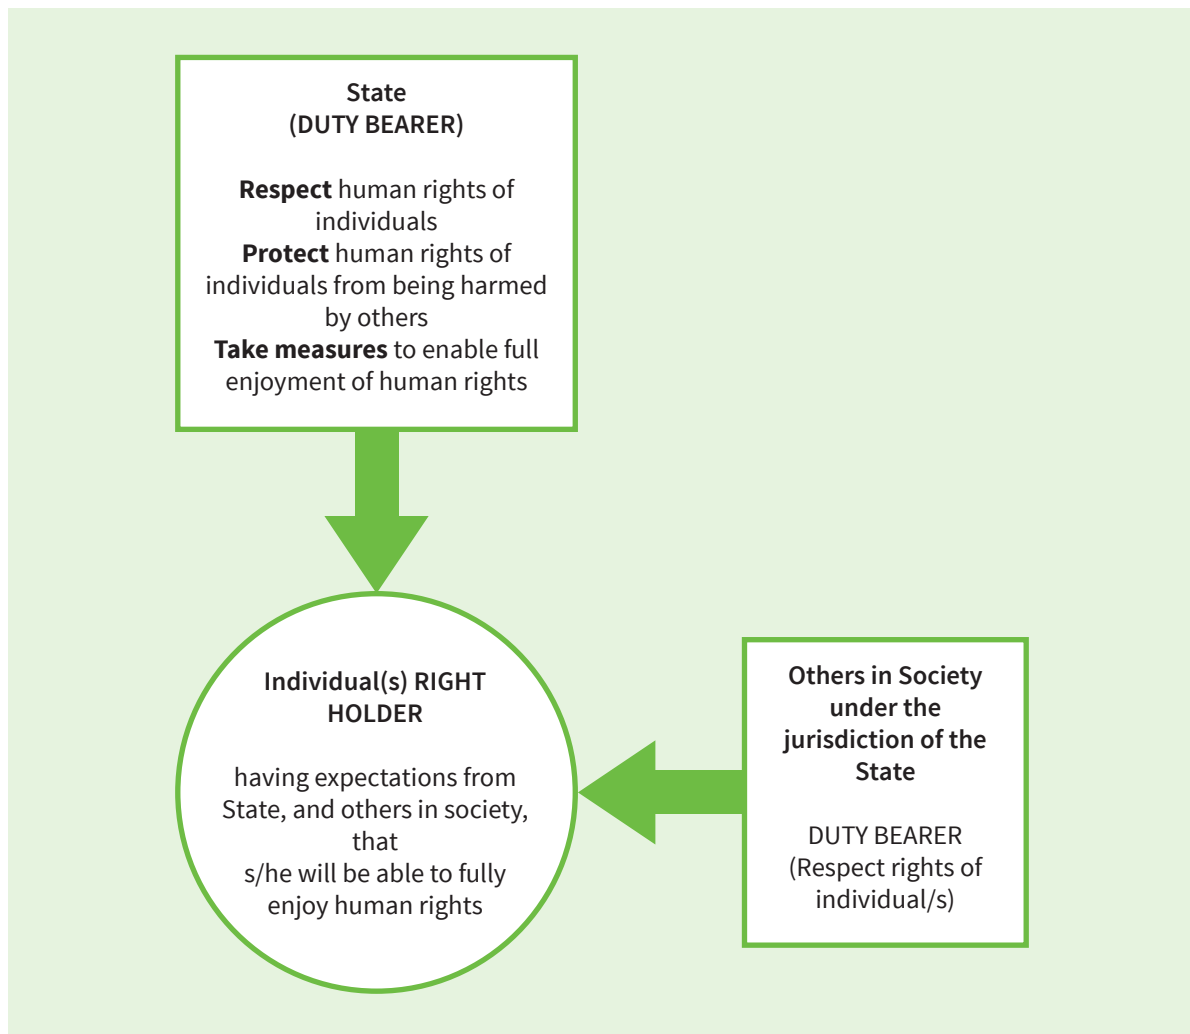 State
(DUTY BEARER)
Respect human rights of
individuals
Protect human rights of
individuals from being harmed
by others
Take measures to enable full
enjoyment of human rights
Individual(s) RIGHT
HOLDER
having expectations from
State, and others in society,
that
s/he will be able to fully
enjoy human rights
Others in Society
under the
jurisdiction of the
State
DUTY BEARER
(Respect rights of
individual/s)